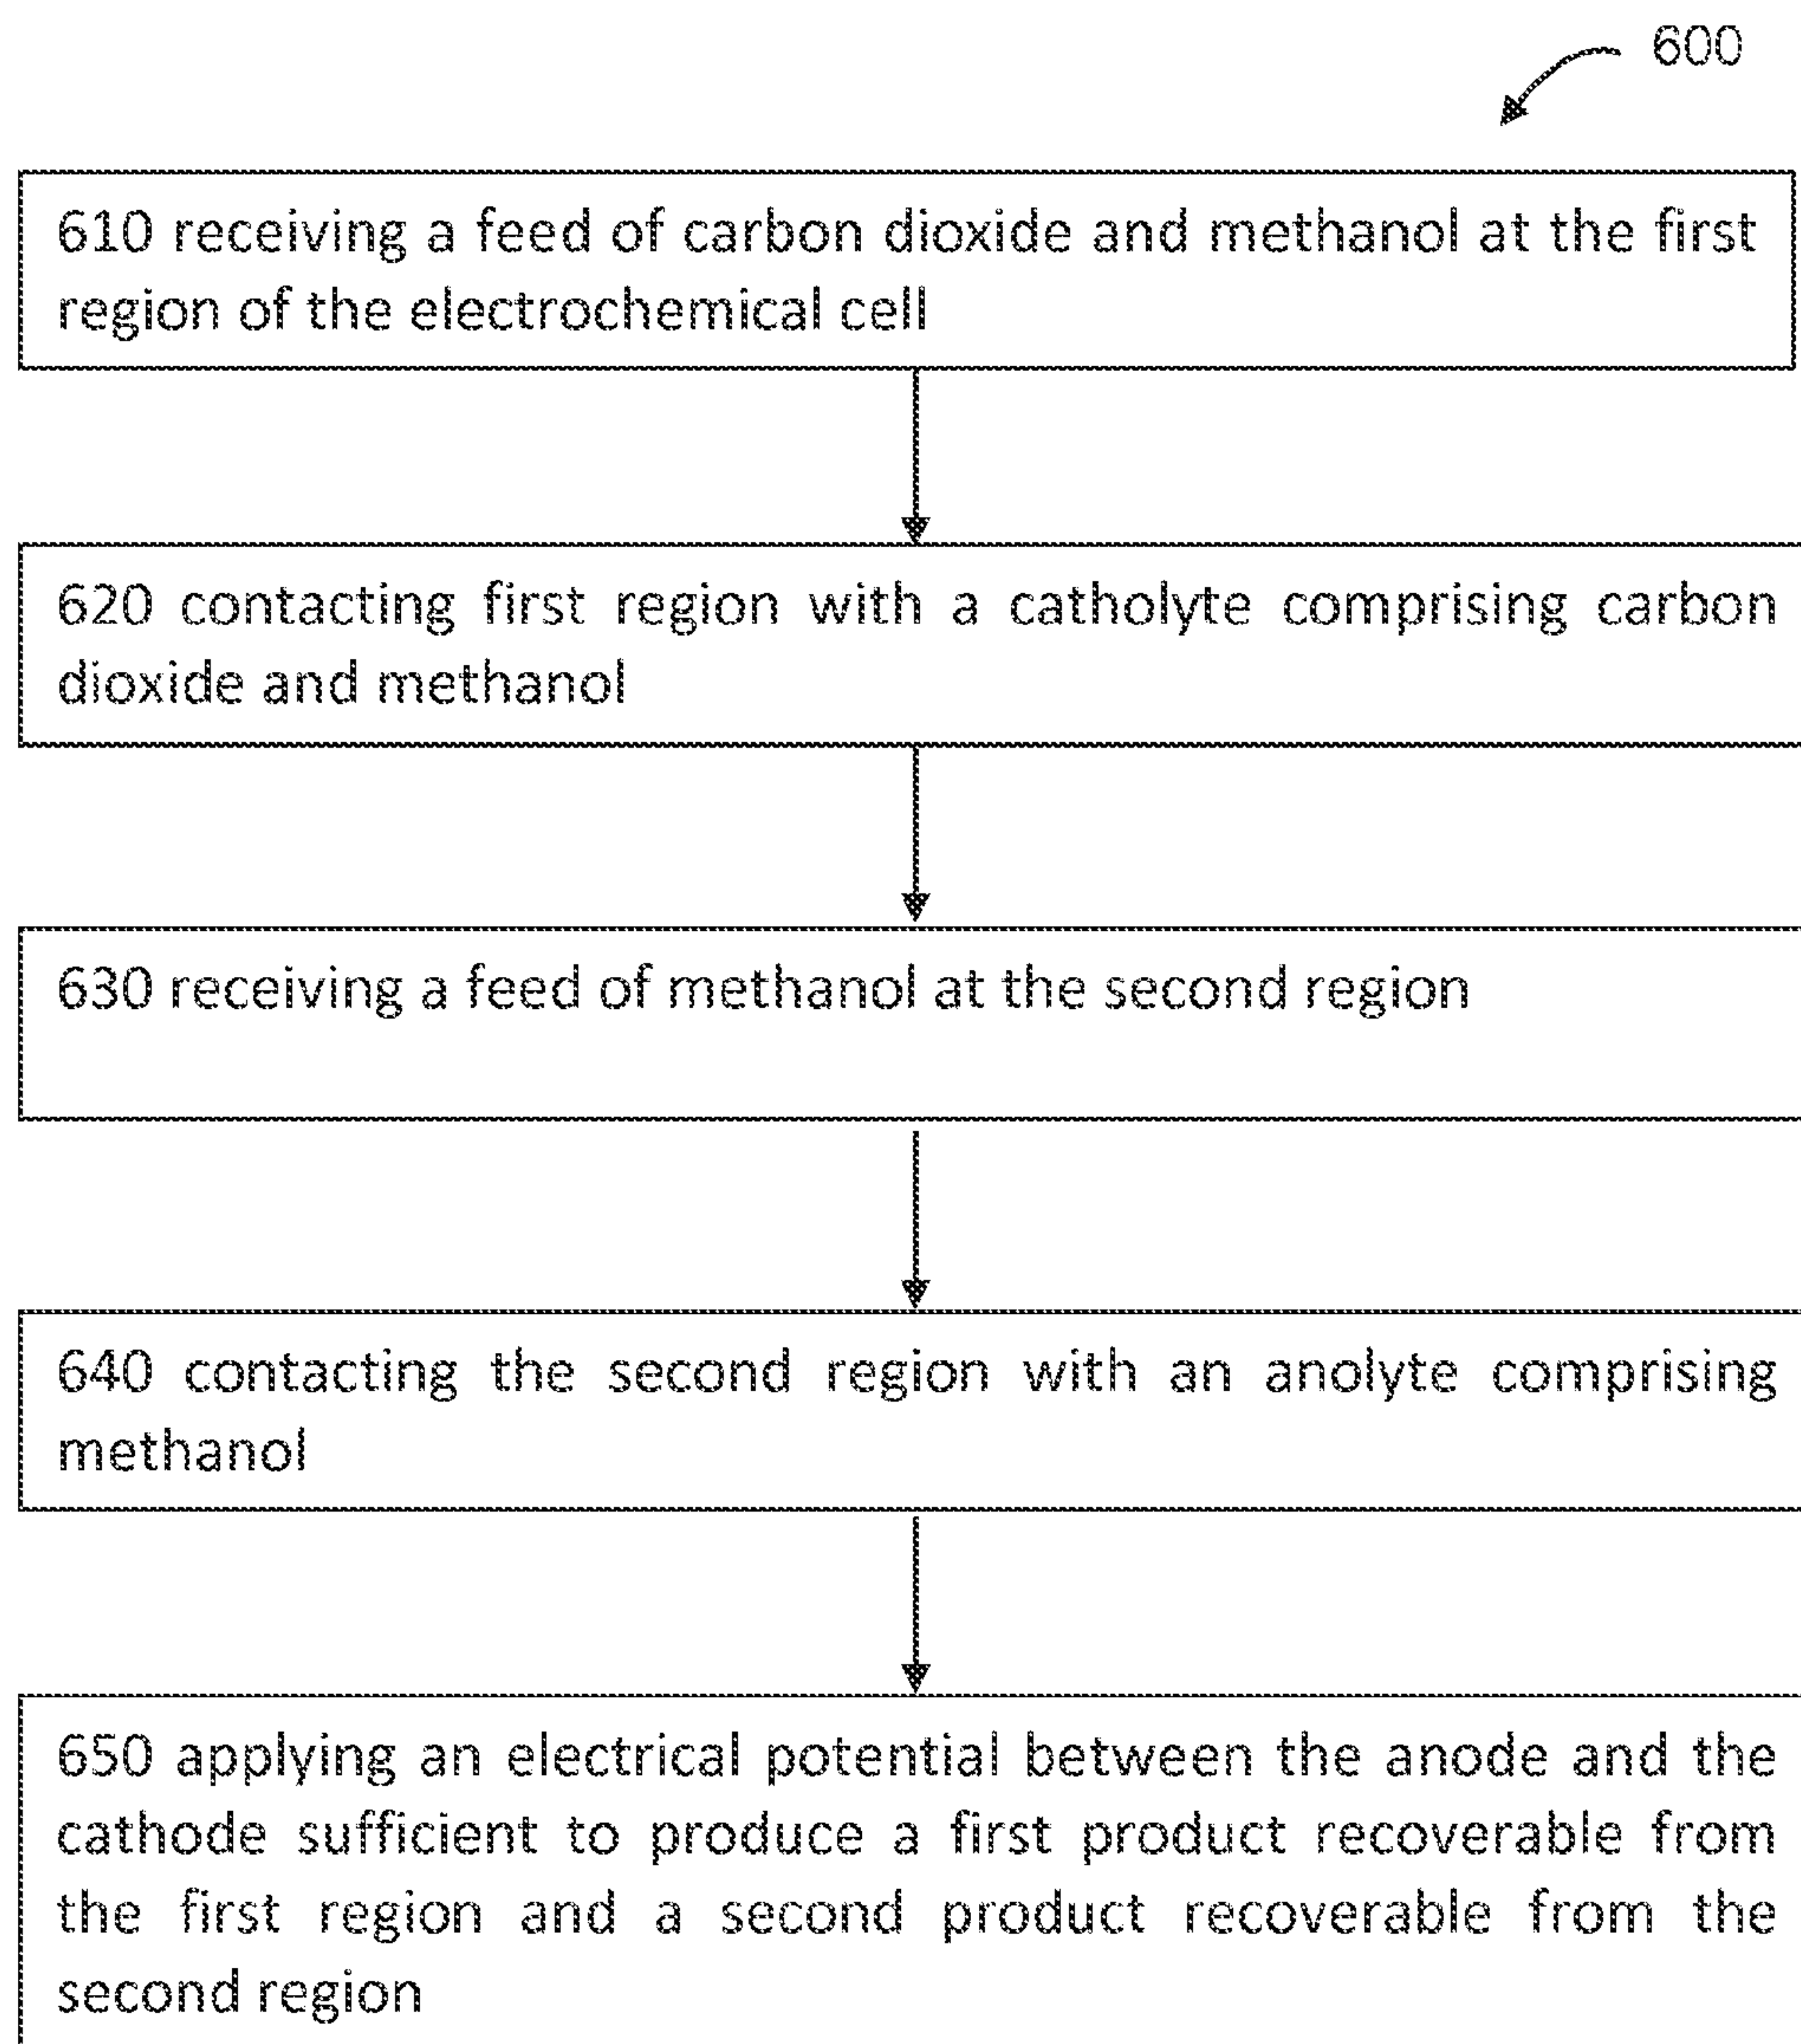 600
610 receiving a feed of carbon dioxide and methanol at the first
region of the electrochemical cell
620 contacting first region with a catholyte comprising carbon
dioxide and methanol
630 receiving a feed of methanol at the second region
640 contacting the second region with an anolyte comprising
methanol
650 applying an electrical potential between the anode and the
cathode sufficient to produce a first product recoverable from
the first region and a second product recoverable from the
second region